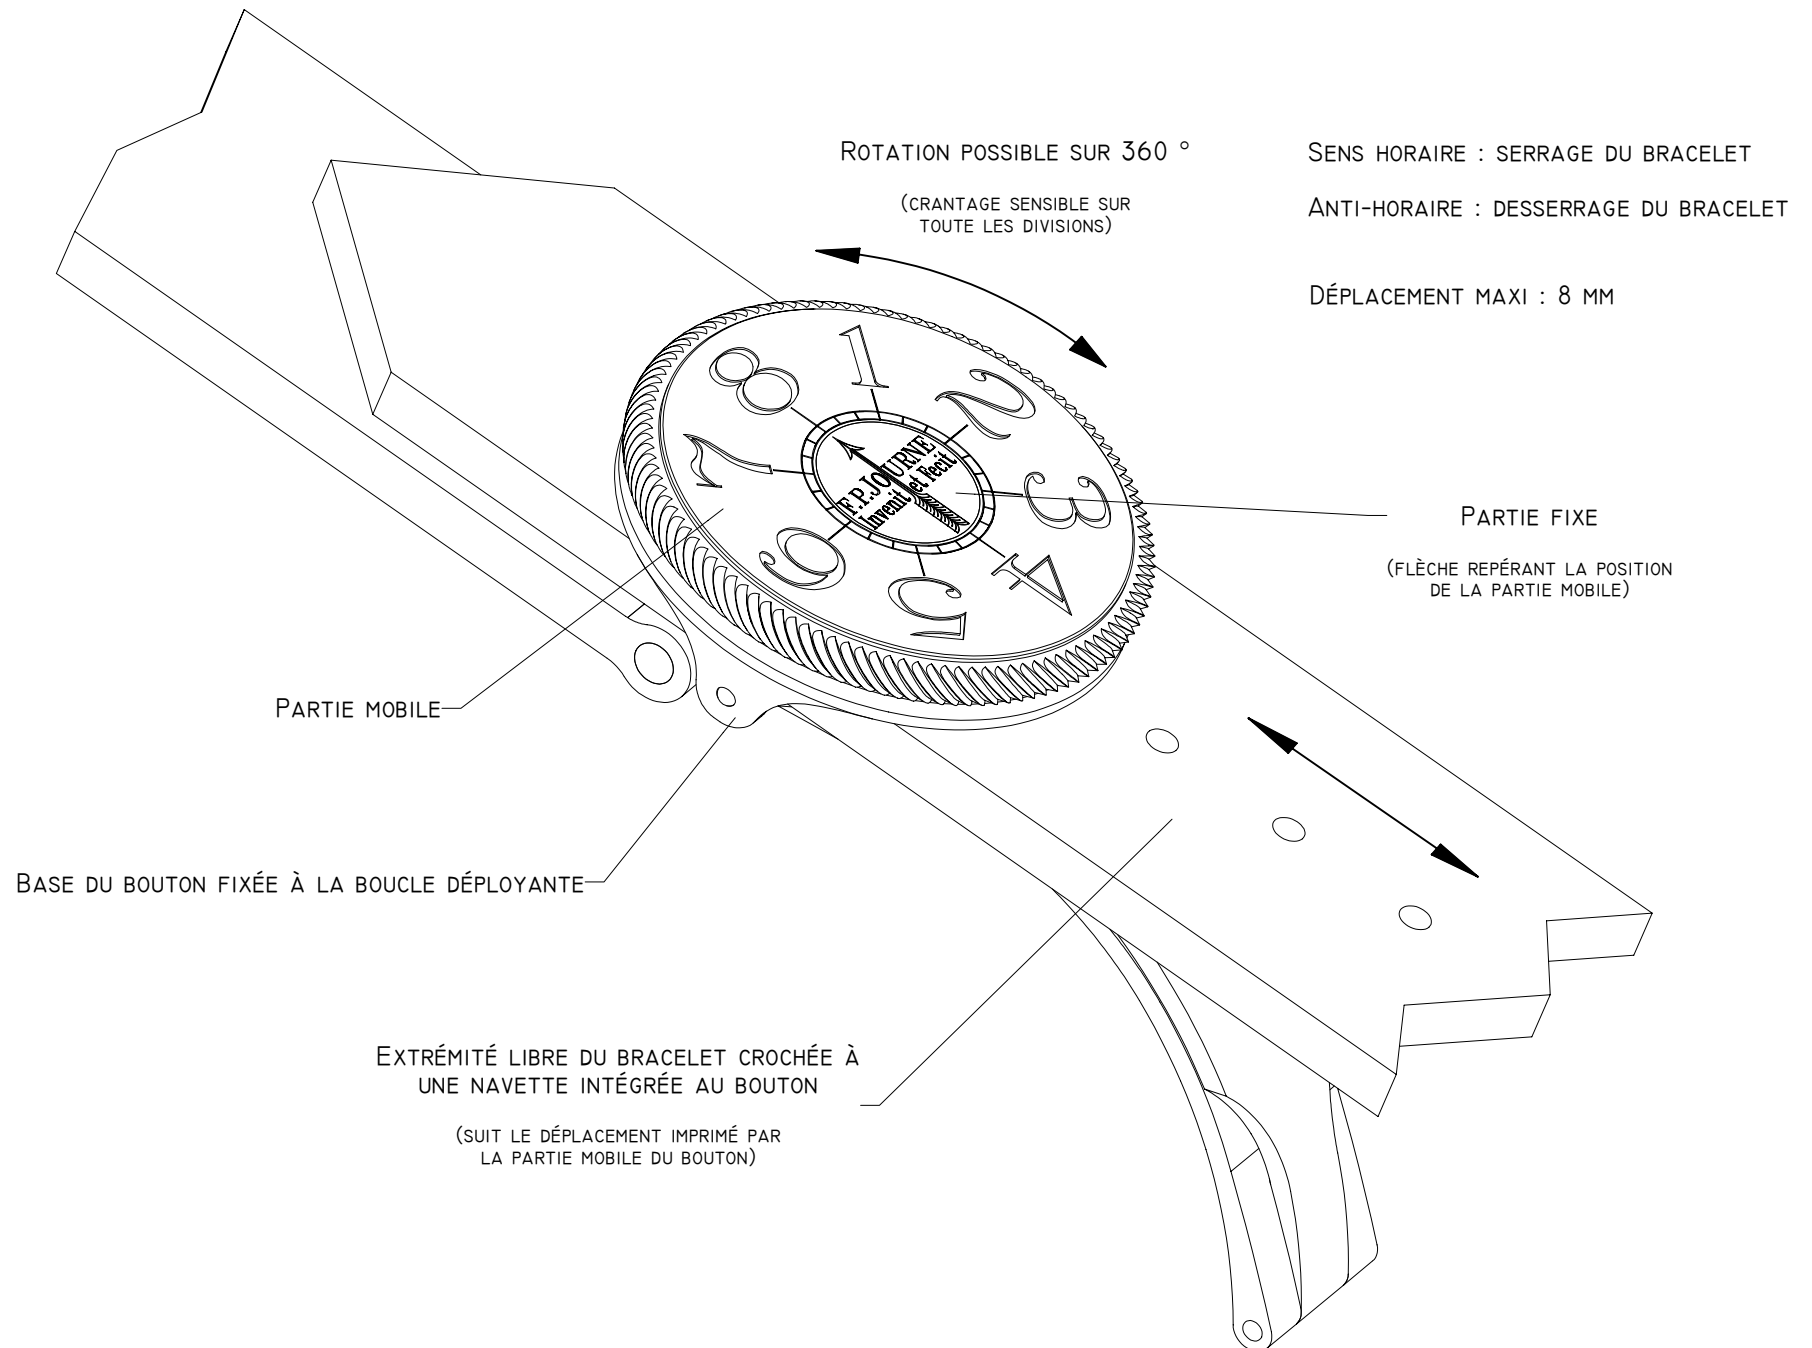 Rotation possible sur 360 °
(crantage sensible sur
toute les divisions)
Sens horaire : serrage du bracelet
Anti-horaire : desserrage du bracelet
Déplacement maxi : 8 mm
1
2
3
4
5
6
7
8
F.P.Journe
Invenit et Fecit
Partie fixe
(flèche repérant la position
de la partie mobile)
Partie mobile
Base du bouton fixée à la boucle déployante
Extrémité libre du bracelet crochée à
une navette intégrée au bouton
(suit le déplacement imprimé par
la partie mobile du bouton)